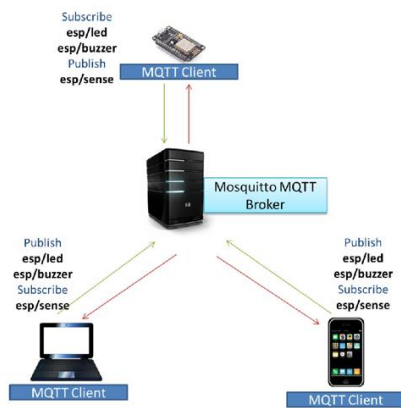 Subscribe
esp/led
esp/buzzer
Publish
esp/sense
MQTT Client
Mosquitto MQTT
Broker
Publish
esp/led
esp/buzzer
Subscribe
esp/sense
MQTT Client
Publish
esp/led
esp/buzzer
Subscribe
esp/sense
MQTT Client